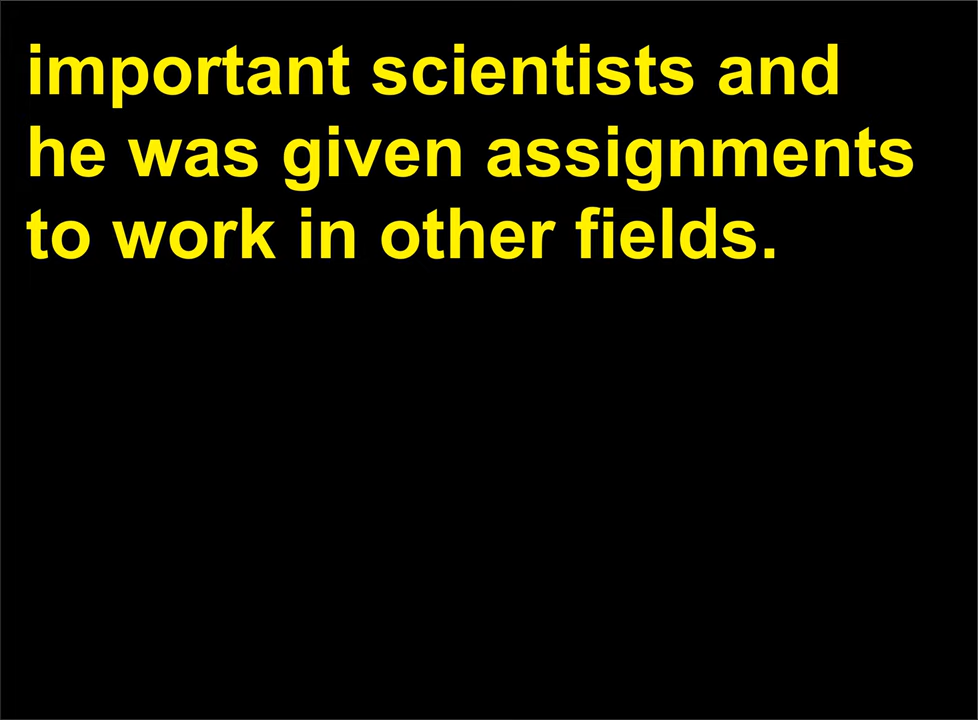 important scientists and
he was given assignments
to work in other fields.